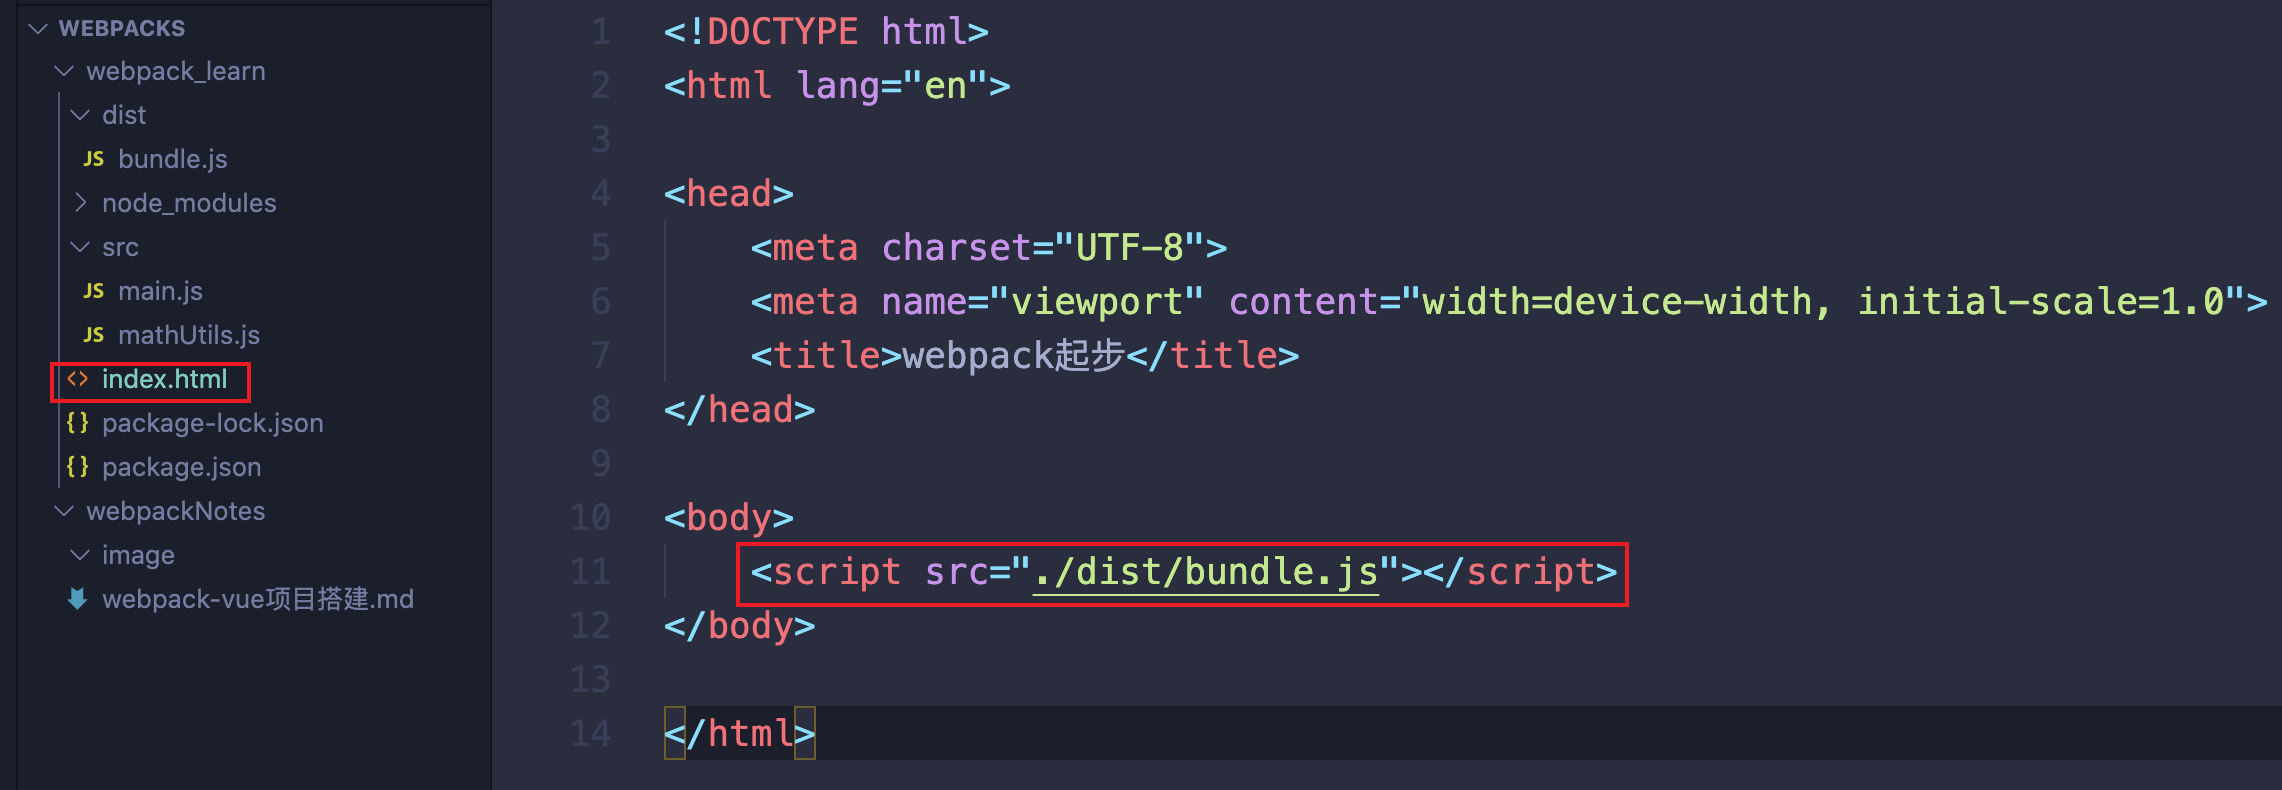 WEBPACKS
webpack_learn
dist
JS bundle.js
node_modules
src
JS main.js
JS mathUtils.js
<> index.html
{} package-lock.json
{} package.json
webpackNotes
image
webpack-vue项目搭建.md
1 <!DOCTYPE html>
2 <html lang="en">
3
4 <head>
5 <meta charset="UTF-8">
6 <meta name="viewport" content="width=device-width, initial-scale=1.0">
7 <title>webpack起步</title>
8 </head>
9
10 <body>
11 <script src="./dist/bundle.js"></script>
12 </body>
13
14 </html>